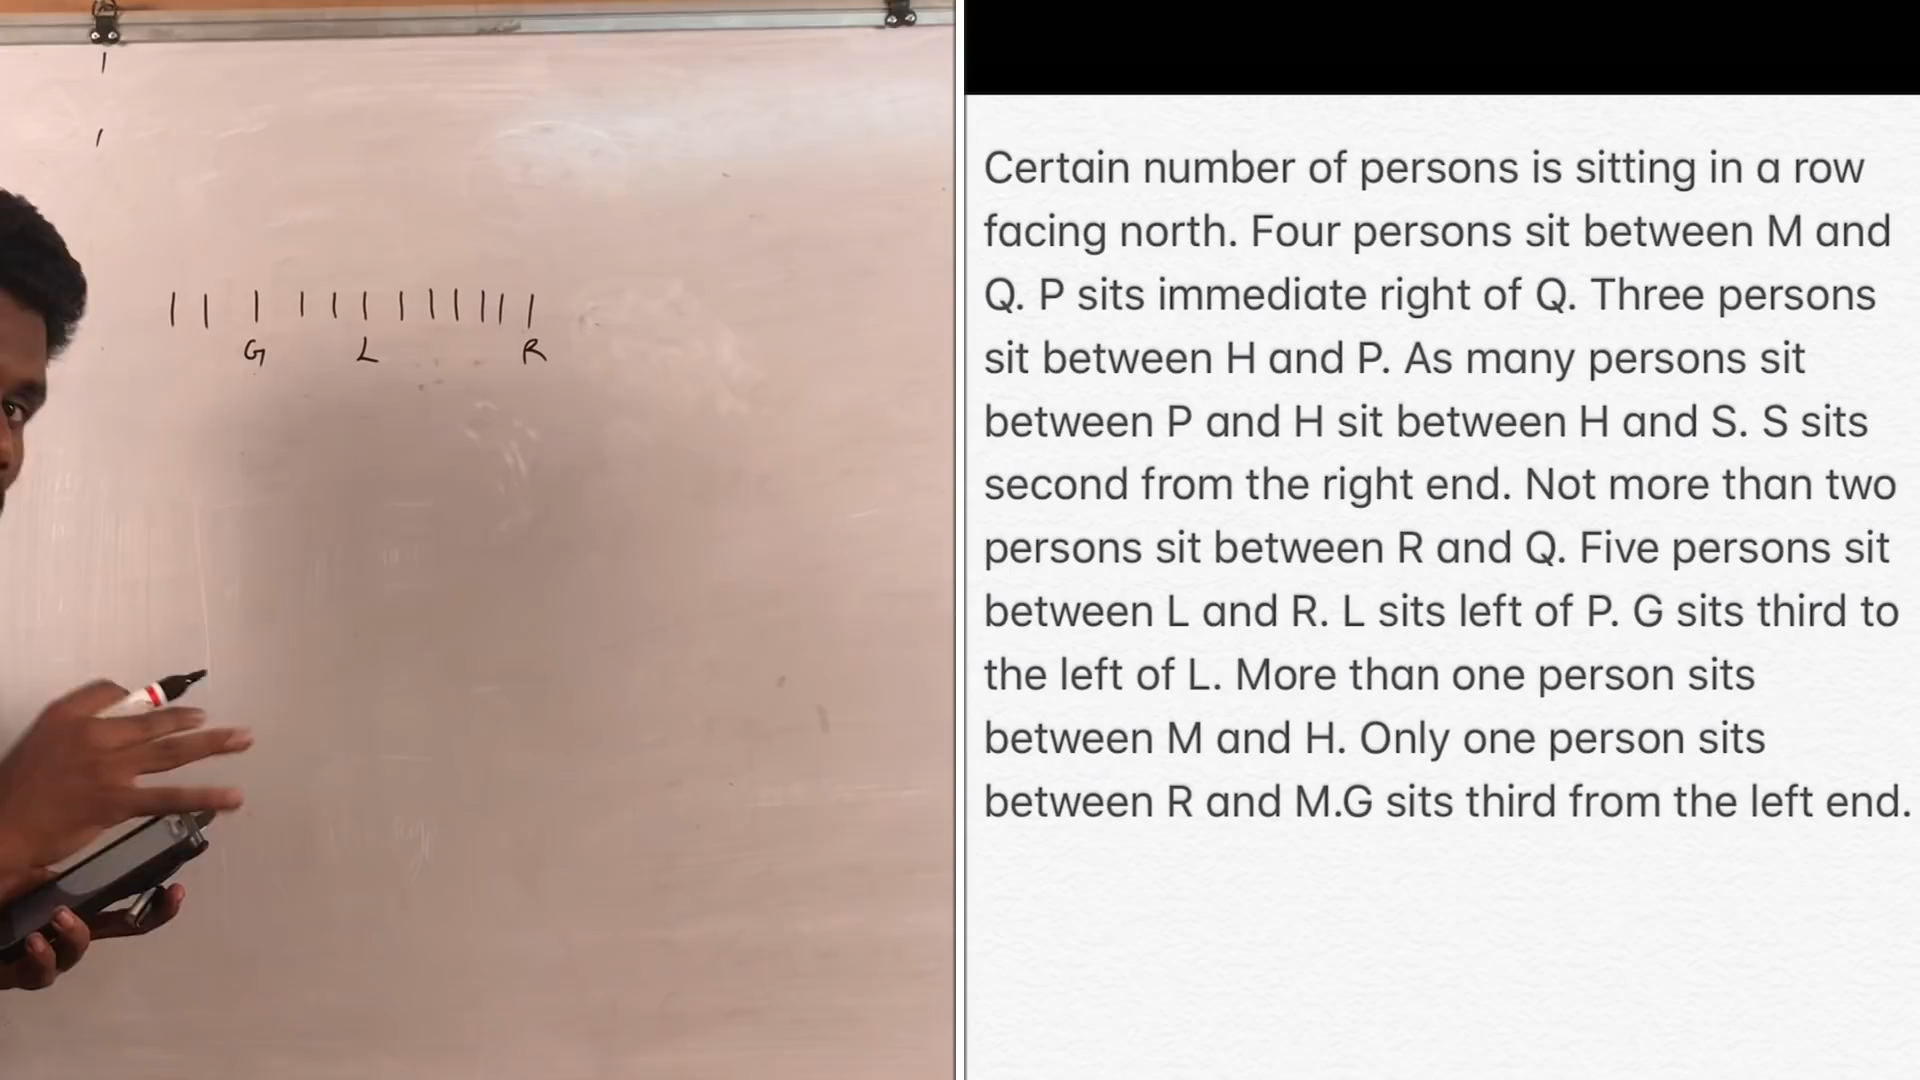 G L R
Certain number of persons is sitting in a row
facing north. Four persons sit between M and
Q. P sits immediate right of Q. Three persons
sit between H and P. As many persons sit
between P and H sit between H and S. S sits
second from the right end. Not more than two
persons sit between R and Q. Five persons sit
between L and R. L sits left of P. G sits third to
the left of L. More than one person sits
between M and H. Only one person sits
between R and M.G sits third from the left end.